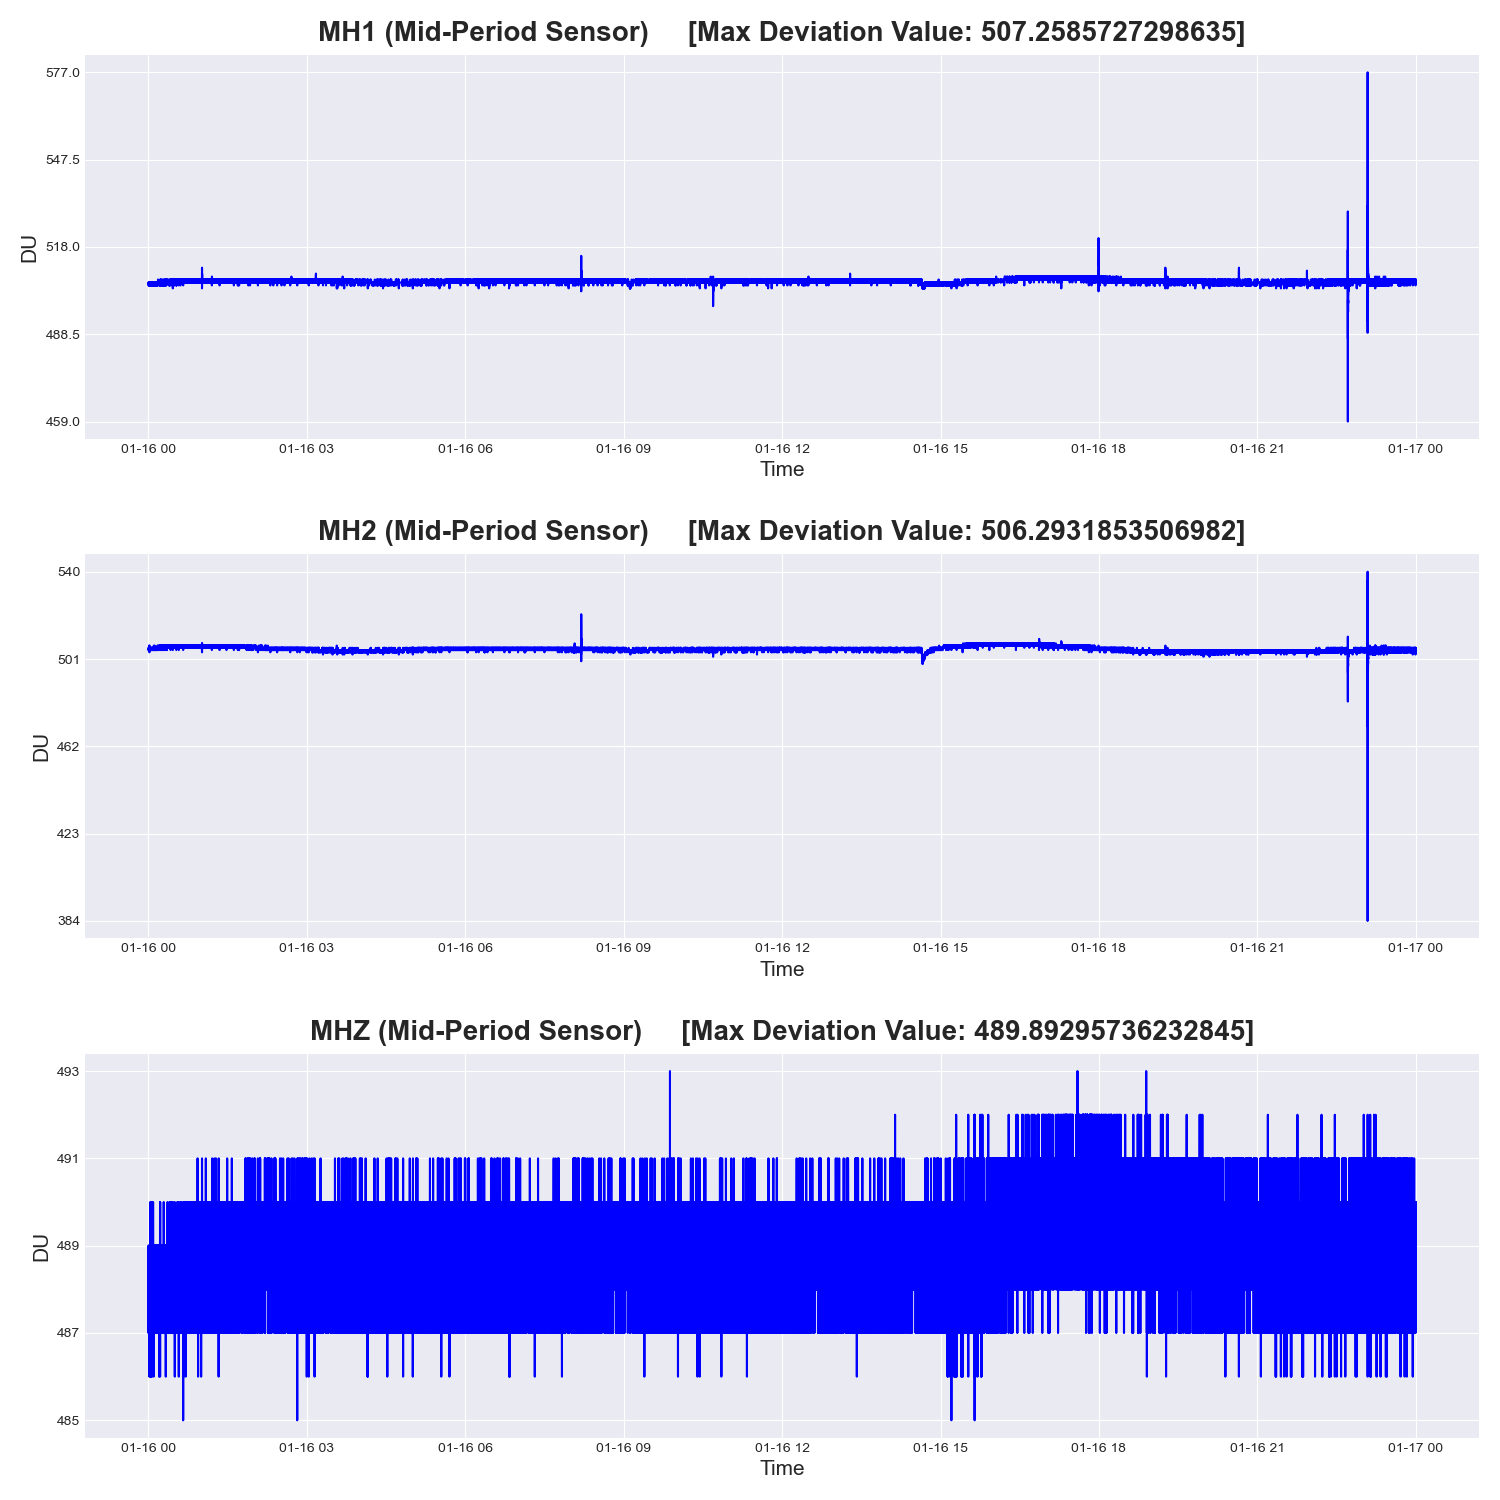 MH1 (Mid-Period Sensor)     [Max Deviation Value: 507.2585727298635]
577.0
547.5
518.0
488.5
459.0
DU
01-16 00 01-16 03 01-16 06 01-16 09 01-16 12 01-16 15 01-16 18 01-16 21 01-17 00
Time
MH2 (Mid-Period Sensor)     [Max Deviation Value: 506.2931853506982]
540
501
462
423
384
DU
01-16 00 01-16 03 01-16 06 01-16 09 01-16 12 01-16 15 01-16 18 01-16 21 01-17 00
Time
MHZ (Mid-Period Sensor)     [Max Deviation Value: 489.89295736232845]
493
491
489
487
485
DU
01-16 00 01-16 03 01-16 06 01-16 09 01-16 12 01-16 15 01-16 18 01-16 21 01-17 00
Time